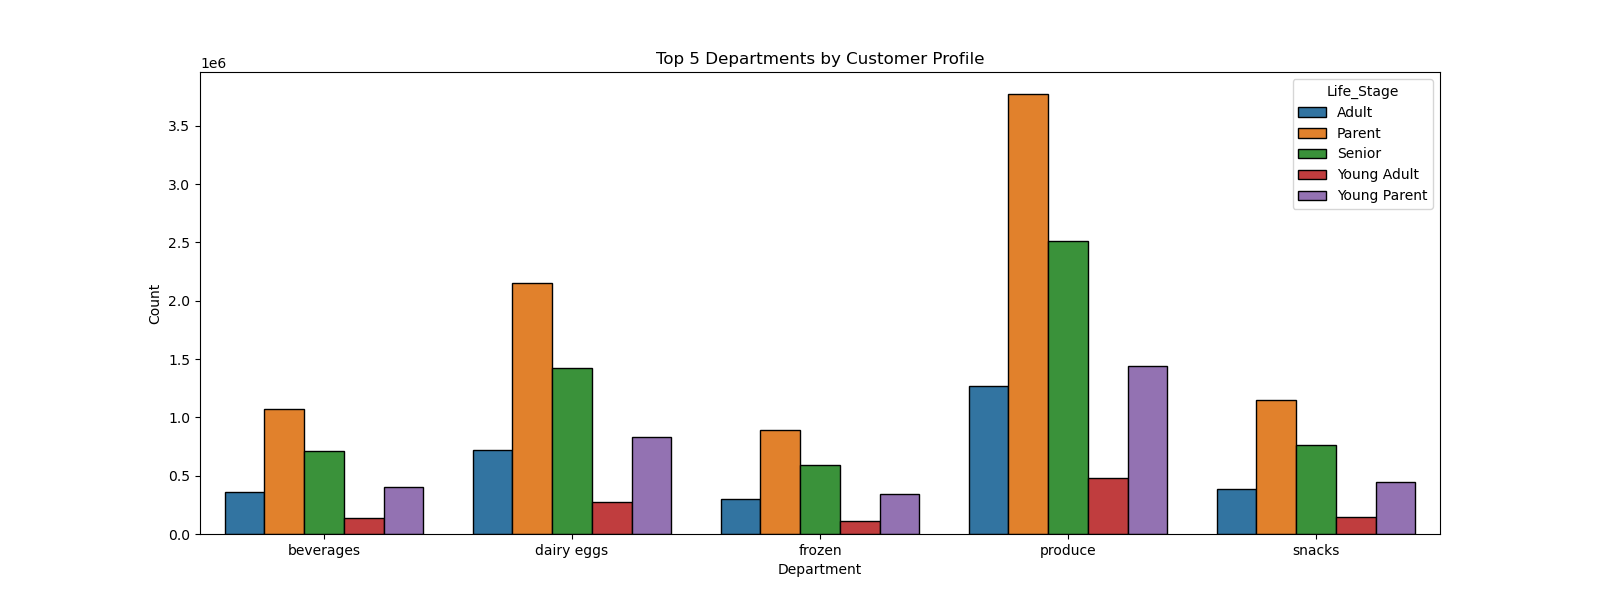 Top 5 Departments by Customer Profile
1e6
3.5
3.0
2.5
2.0
1.5
1.0
0.5
0.0
Count
Life_Stage
Adult
Parent
Senior
Young Adult
Young Parent
beverages
dairy eggs
frozen
produce
snacks
Department